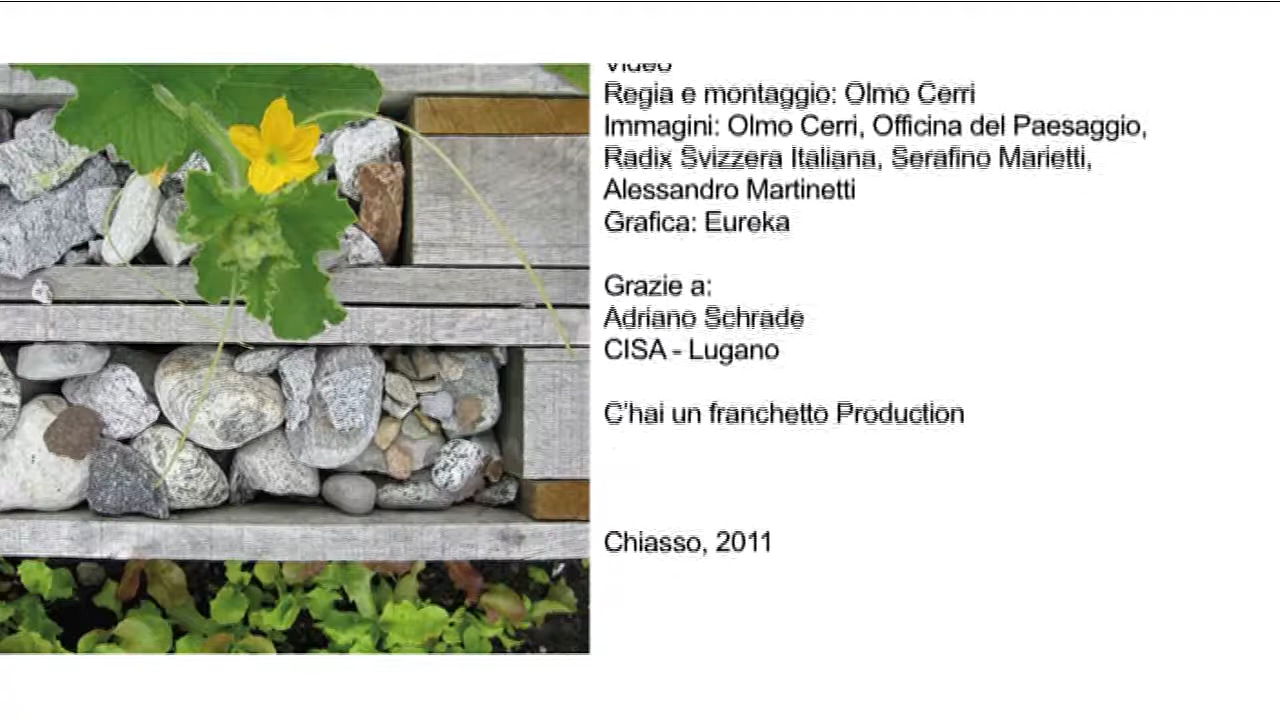 Video
Regia e montaggio: Olmo Cerri
Immagini: Olmo Cerri, Officina del Paesaggio,
Radix Svizzera Italiana, Serafino Marietti,
Alessandro Martinetti
Grafica: Eureka
Grazie a:
Adriano Schrade
CISA - Lugano
C'hai un franchetto Production
Chiasso, 2011